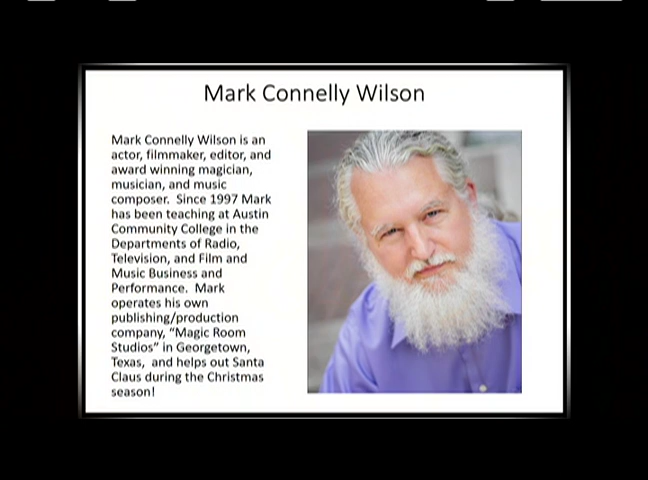 Mark Connelly Wilson
Mark Connelly Wilson is an
actor, filmmaker, editor, and
award winning magician,
musician, and music
composer.  Since 1997 Mark
has been teaching at Austin
Community College in the
Departments of Radio,
Television, and Film and
Music Business and
Performance.  Mark
operates his own
publishing/production
company, “Magic Room
Studios” in Georgetown,
Texas,  and helps out Santa
Claus during the Christmas
season!